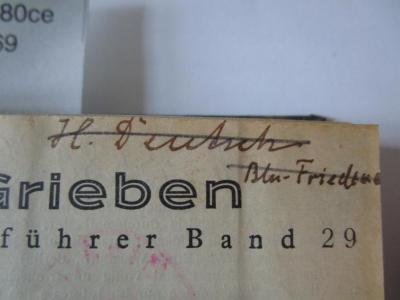 80ce
69
H. Deutsch
Bln-Friedenau
Grieben
führer Band 29